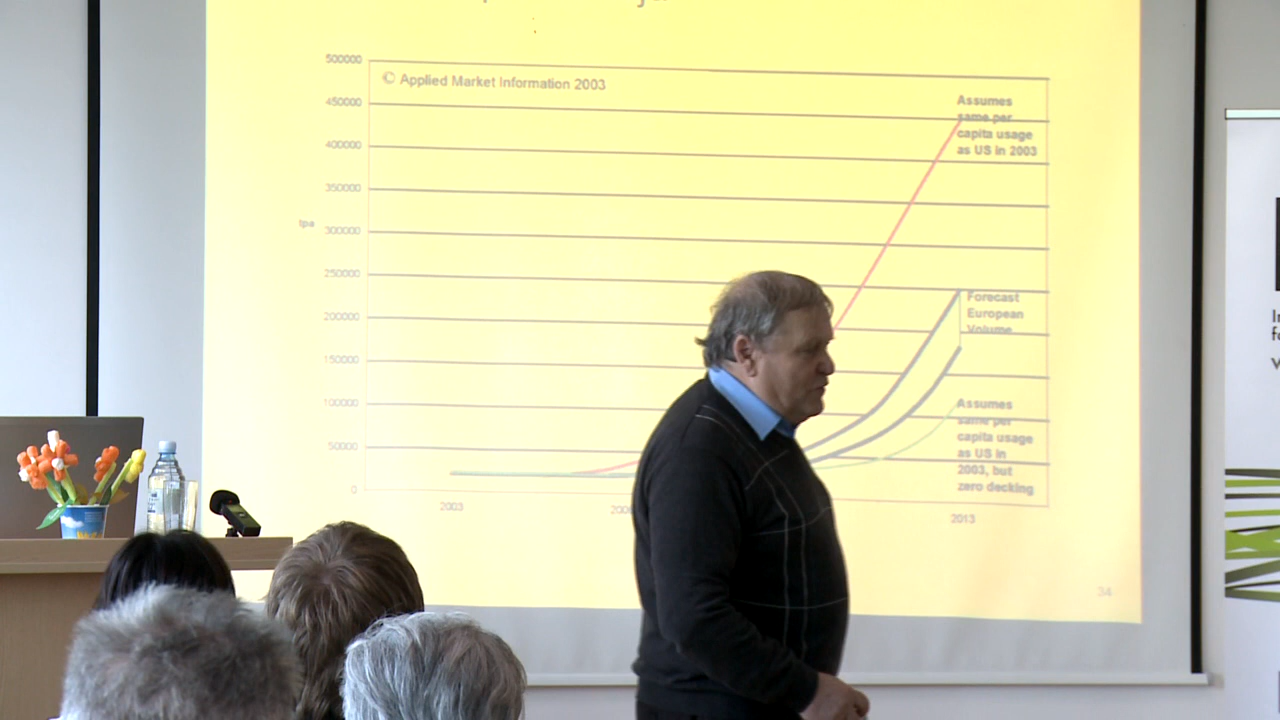 500000
© Applied Market Information 2003
450000
400000
350000
tpa
300000
250000
200000
150000
100000
50000
0
Assumes
same per
capita usage
as US in 2003
Forecast
European
Volume
Assumes
same per
capita usage
as US in
2003, but
zero decking
2003
2013
34